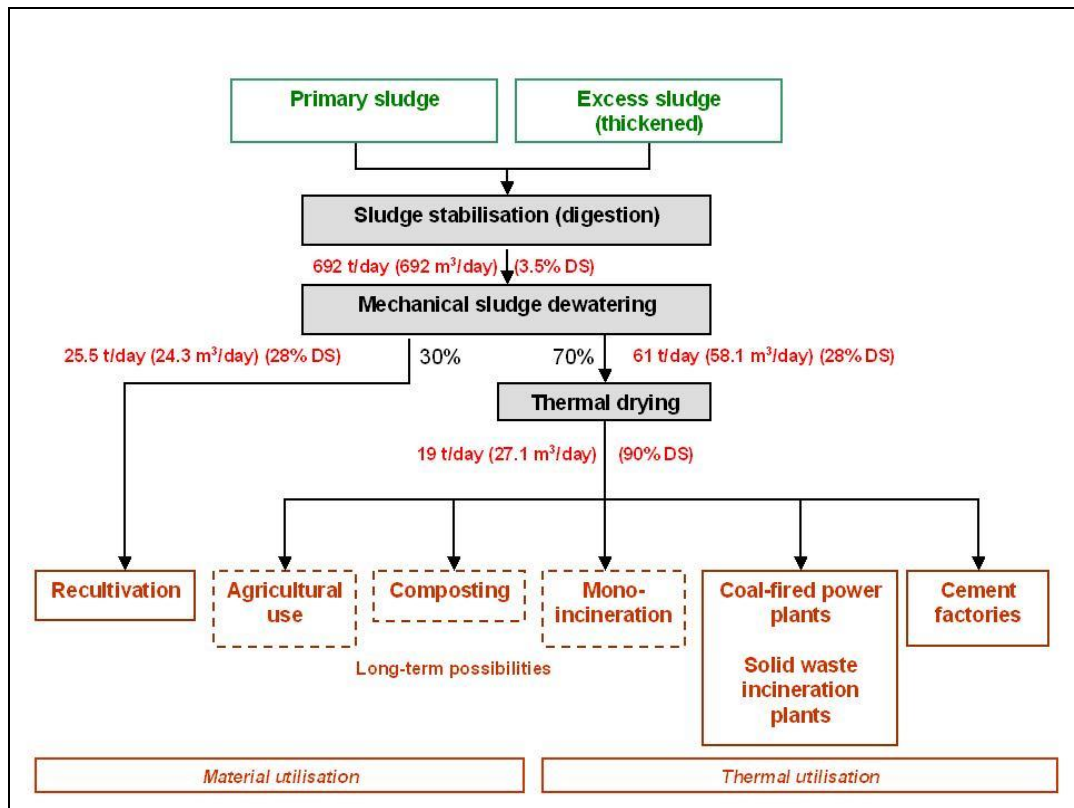 Primary sludge
Excess sludge
(thickened)
Sludge stabilisation (digestion)
692 t/day (692 m³/day) (3.5% DS)
Mechanical sludge dewatering
25.5 t/day (24.3 m³/day) (28% DS)
30%
70%
61 t/day (58.1 m³/day) (28% DS)
Thermal drying
19 t/day (27.1 m³/day) (90% DS)
Recultivation
Agricultural
use
Composting
Mono-
incineration
Coal-fired power
plants
Solid waste
incineration
plants
Cement
factories
Long-term possibilities
Material utilisation
Thermal utilisation